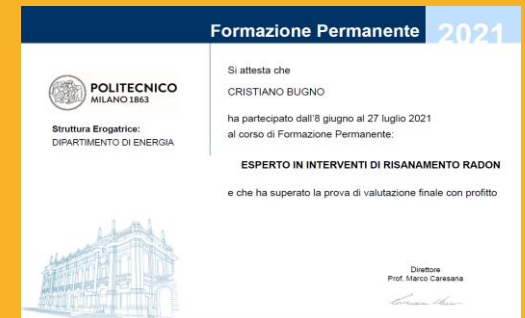 Formazione Permanente 2021
POLITECNICO
MILANO 1863
Struttura Erogatrice:
DIPARTIMENTO DI ENERGIA
Si attesta che
CRISTIANO BUGNO
ha partecipato dall'8 giugno al 27 luglio 2021
al corso di Formazione Permanente:
ESPERTO IN INTERVENTI DI RISANAMENTO RADON
e che ha superato la prova di valutazione finale con profitto
Direttore
Prof. Marco Caresana